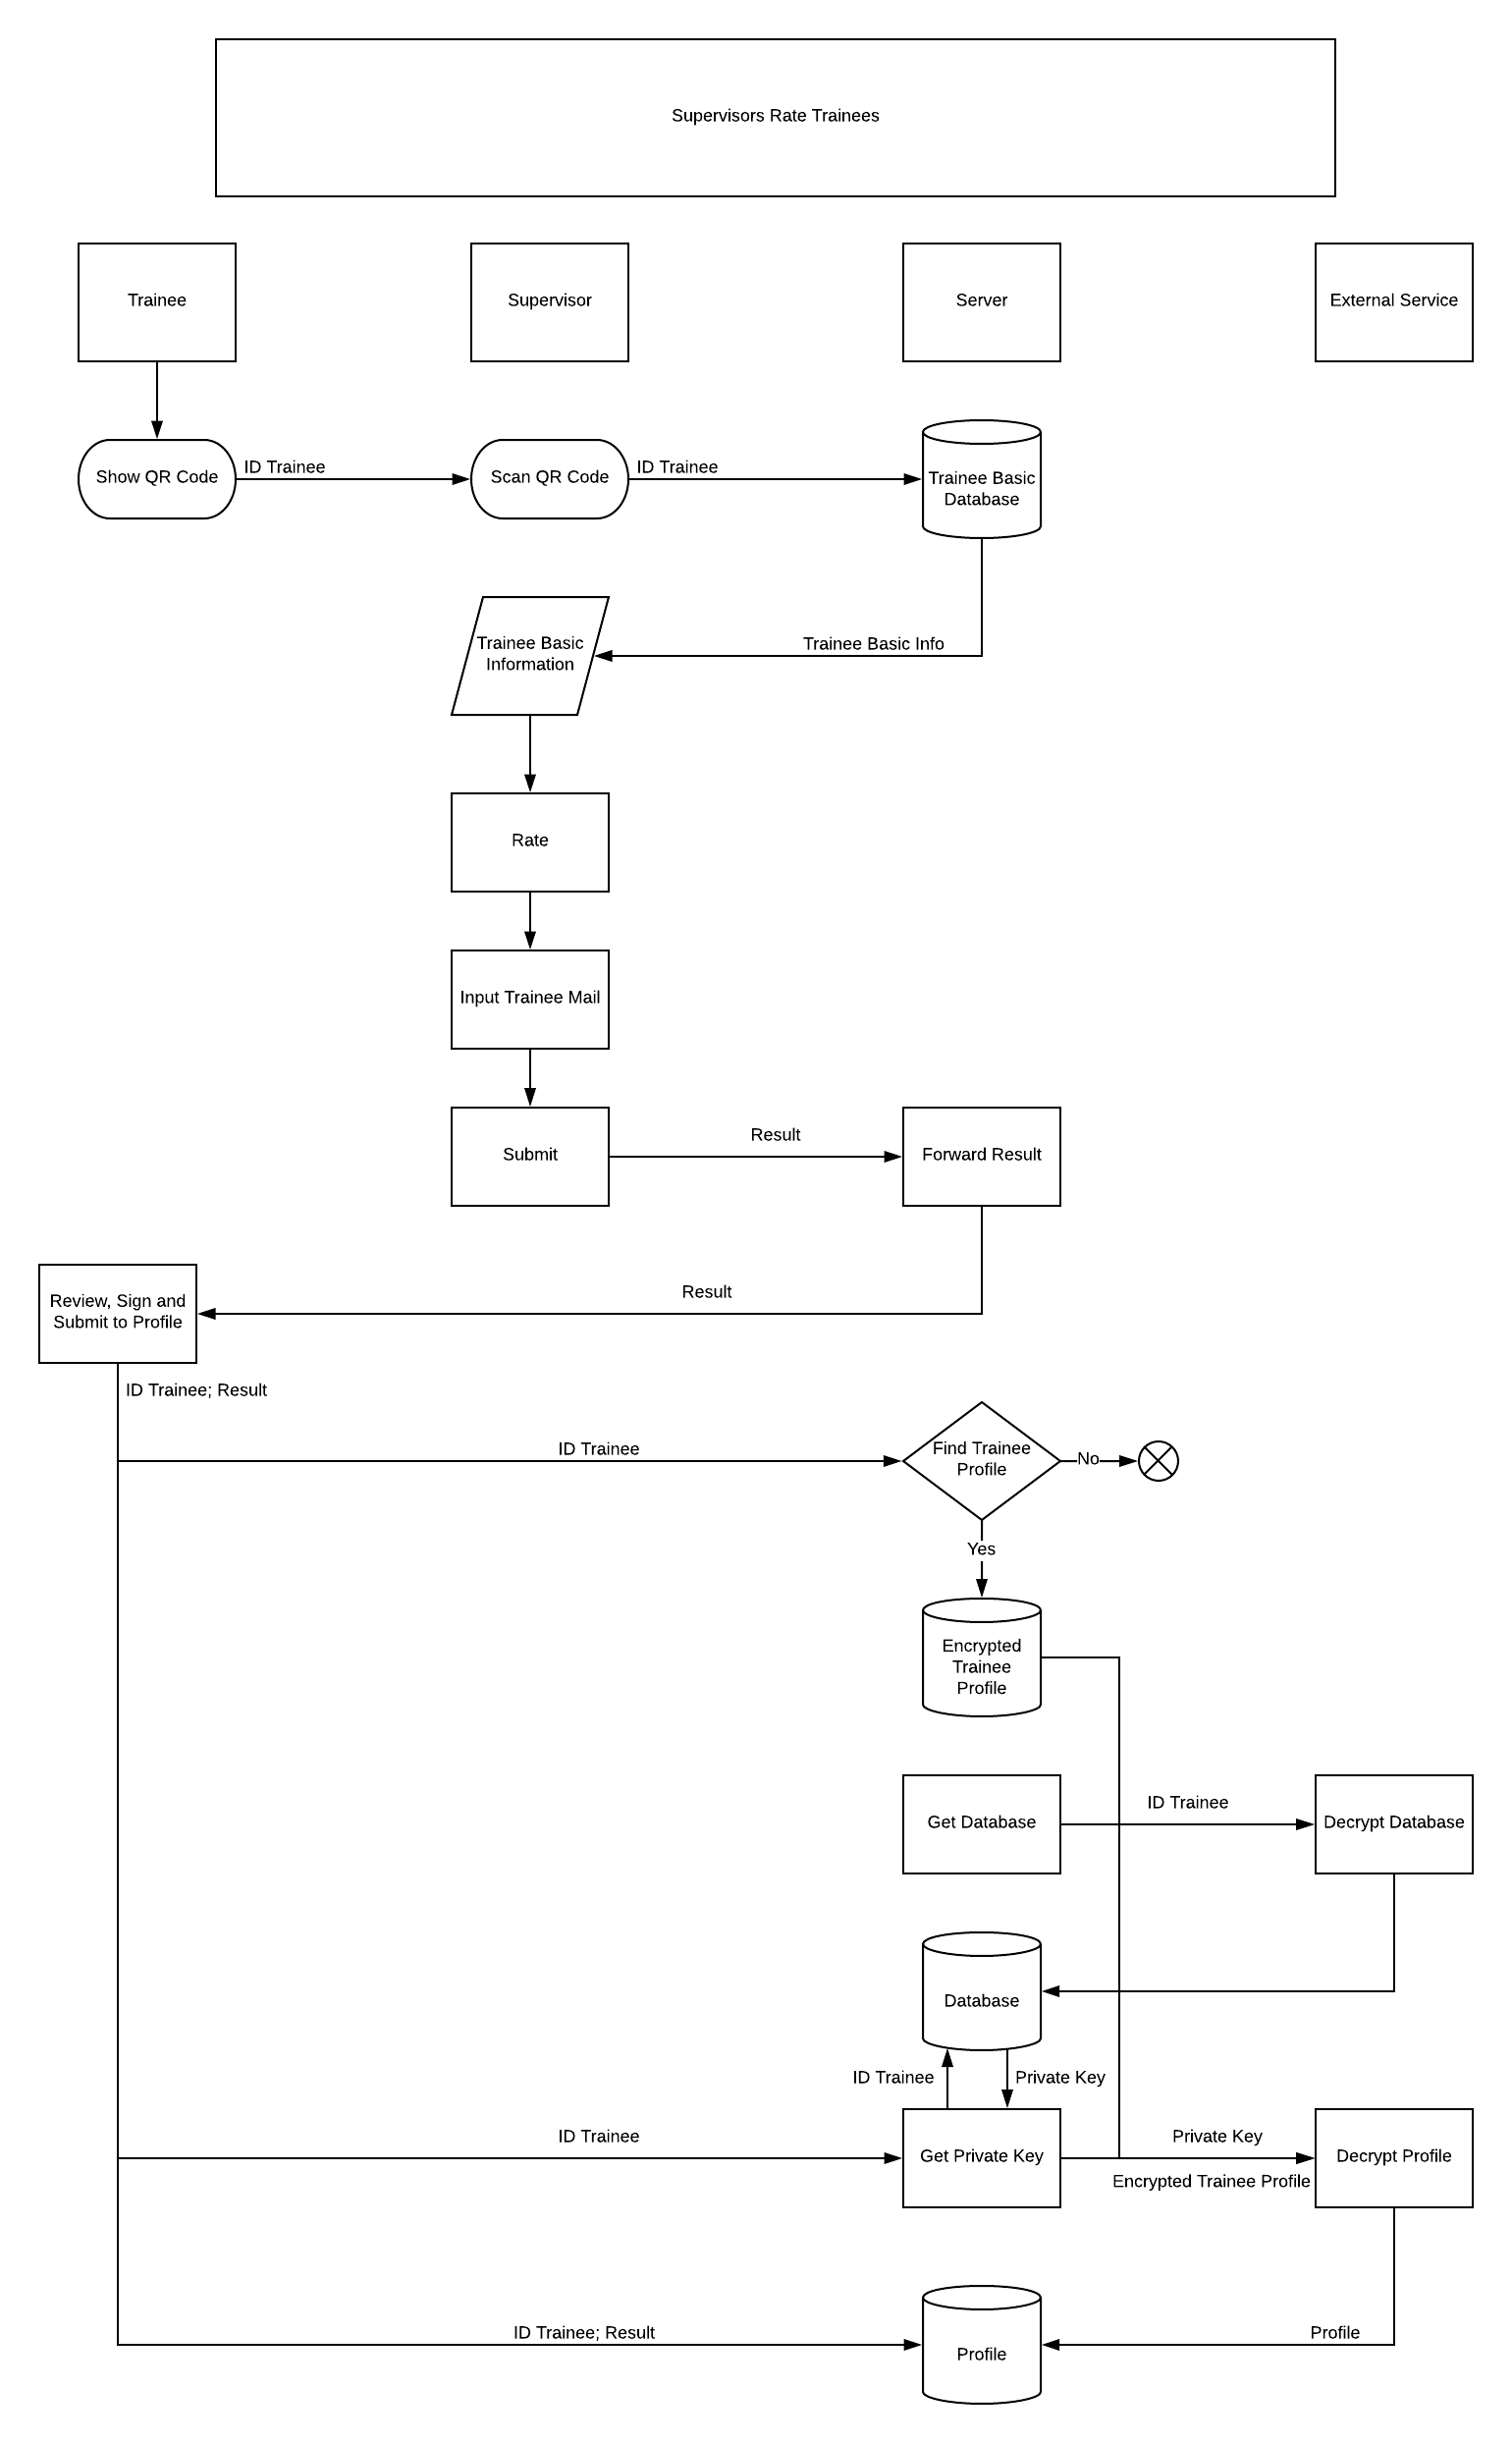 Supervisors Rate Trainees
Trainee
Supervisor
Server
External Service
Show QR Code
ID Trainee
Scan QR Code
ID Trainee
Trainee Basic
Database
Trainee Basic
Information
Trainee Basic Info
Rate
Input Trainee Mail
Submit
Result
Forward Result
Review, Sign and
Submit to Profile
Result
ID Trainee; Result
ID Trainee
Find Trainee
Profile
No
Yes
Encrypted
Trainee
Profile
Get Database
ID Trainee
Decrypt Database
Database
ID Trainee
Private Key
ID Trainee
Get Private Key
Private Key
Encrypted Trainee Profile
Decrypt Profile
ID Trainee; Result
Profile
Profile